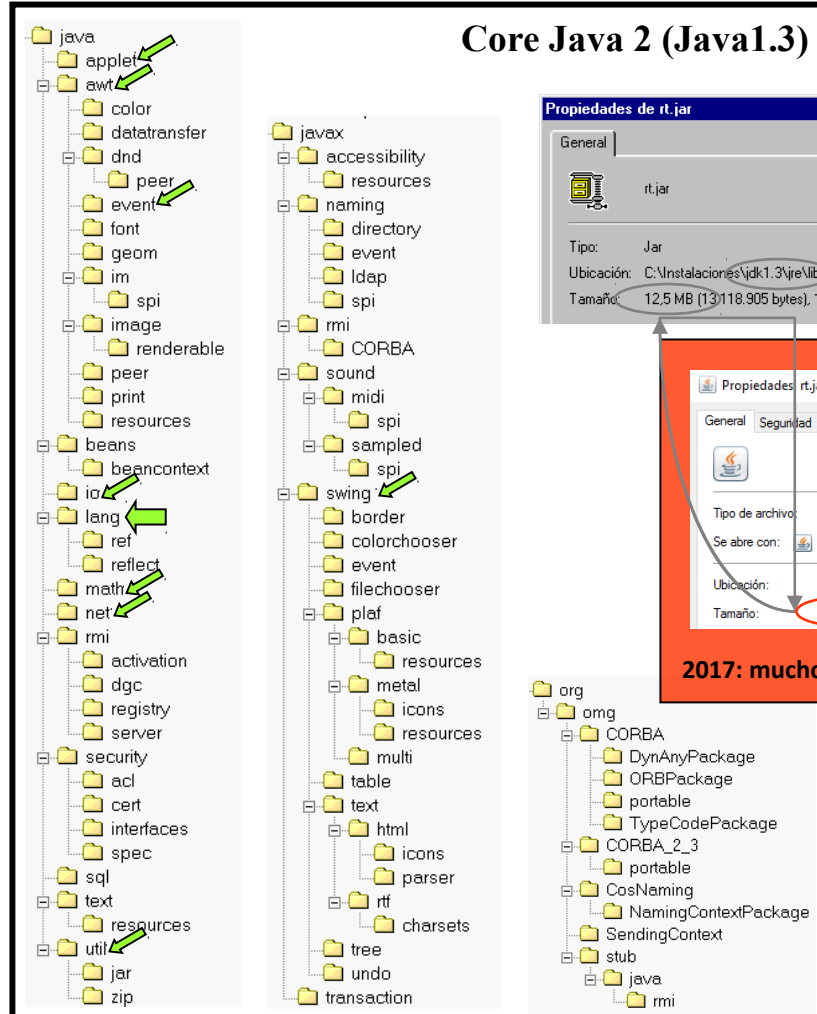 Core Java 2 (Java1.3)
java
applet
awt
color
datatransfer
dnd
peer
event
font
geom
im
spi
image
renderable
peer
print
resources
beans
beancontext
io
lang
ref
reflect
math
net
rmi
activation
dgc
registry
server
security
acl
cert
interfaces
spec
sql
text
resources
util
jar
zip
javax
accessibility
resources
naming
directory
event
ldap
spi
rmi
CORBA
sound
midi
spi
sampled
spi
swing
border
colorchooser
event
filechooser
plaf
basic
resources
metal
icons
resources
multi
table
text
html
icons
parser
rtf
charsets
tree
undo
transaction
Propiedades de rt.jar
General
rt.jar
Tipo: Jar
Ubicación: C:\Instalaciones\jdk1.3\jre\lib
Tamaño: 12,5 MB (13.118.905 bytes), 1
Propiedades: rt.ja
General Seguridad
Tipo de archivo:
Se abre con:
Ubicación:
Tamaño:
2017: mucho
org
omg
CORBA
DynAnyPackage
ORBPackage
portable
TypeCodePackage
CORBA_2_3
portable
CosNaming
NamingContextPackage
SendingContext
stub
java
rmi